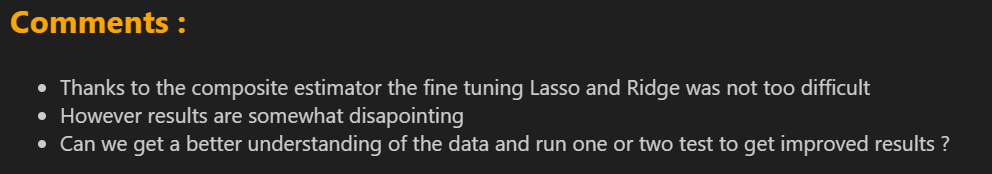 Comments :
Thanks to the composite estimator the fine tuning Lasso and Ridge was not too difficult
However results are somewhat disapointing
Can we get a better understanding of the data and run one or two test to get improved results ?